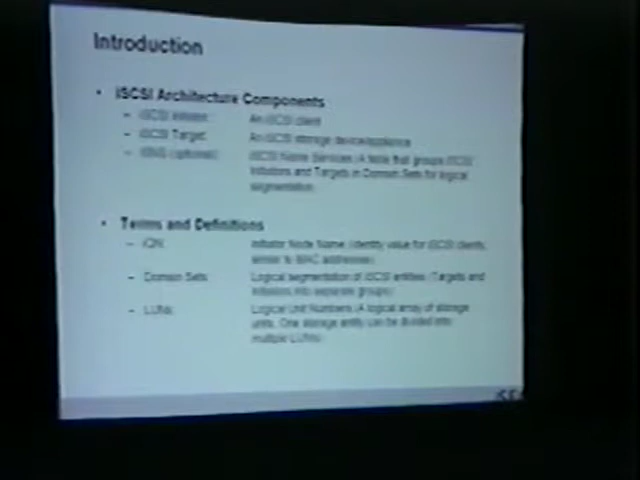 Introduction
• iSCSI Architecture Components
– iSCSI Initiator: An iSCSI client
– iSCSI Target: An iSCSI storage device/appliance
– iSNS (optional): iSCSI Name Services (A table that groups iSCSI
Initiators and Targets in Domain Sets for logical
segmentation)
• Terms and Definitions
– iQN: Initiator Node Name (Identity value for iSCSI clients,
similar to MAC addresses)
– Domain Sets: Logical segmentation of iSCSI entities (Targets and
Initiators into separate groups)
– LUNs: Logical Unit Numbers (A logical array of storage
units. One storage entity can be divided into
multiple LUNs)